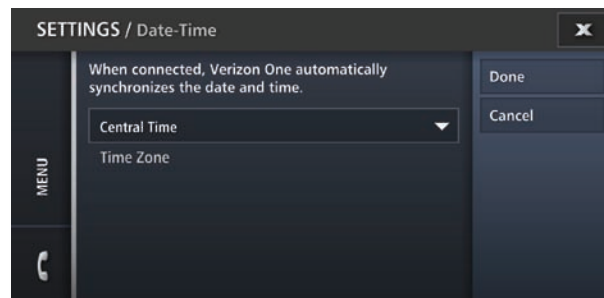 SETTINGS / Date-Time
When connected, Verizon One automatically
synchronizes the date and time.
Central Time
Time Zone
Done
Cancel
MENU